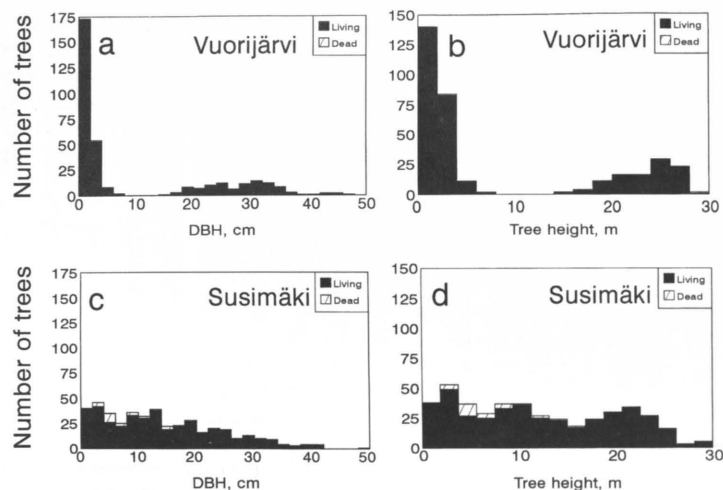 Number of trees
175
150
125
100
75
50
25
0
a
Vuorijärvi
Living
Dead
0 10 20 30 40 50
DBH, cm
150
125
100
75
50
25
0
b
Vuorijärvi
Living
Dead
0 10 20 30
Tree height, m
Number of trees
175
150
125
100
75
50
25
0
c
Susimäki
Living
Dead
0 10 20 30 40 50
DBH, cm
150
125
100
75
50
25
0
d
Susimäki
Living
Dead
0 10 20 30
Tree height, m